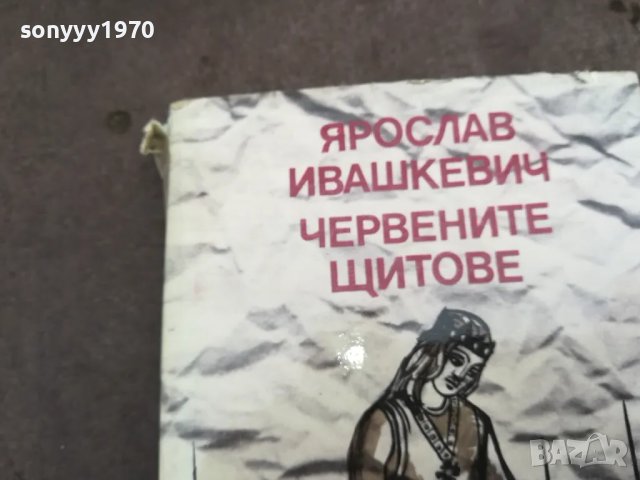 sonyyy1970
ЯРОСЛАВ
ИВАШКЕВИЧ
ЧЕРВЕНИТЕ
ЩИТОВЕ
BAZAR